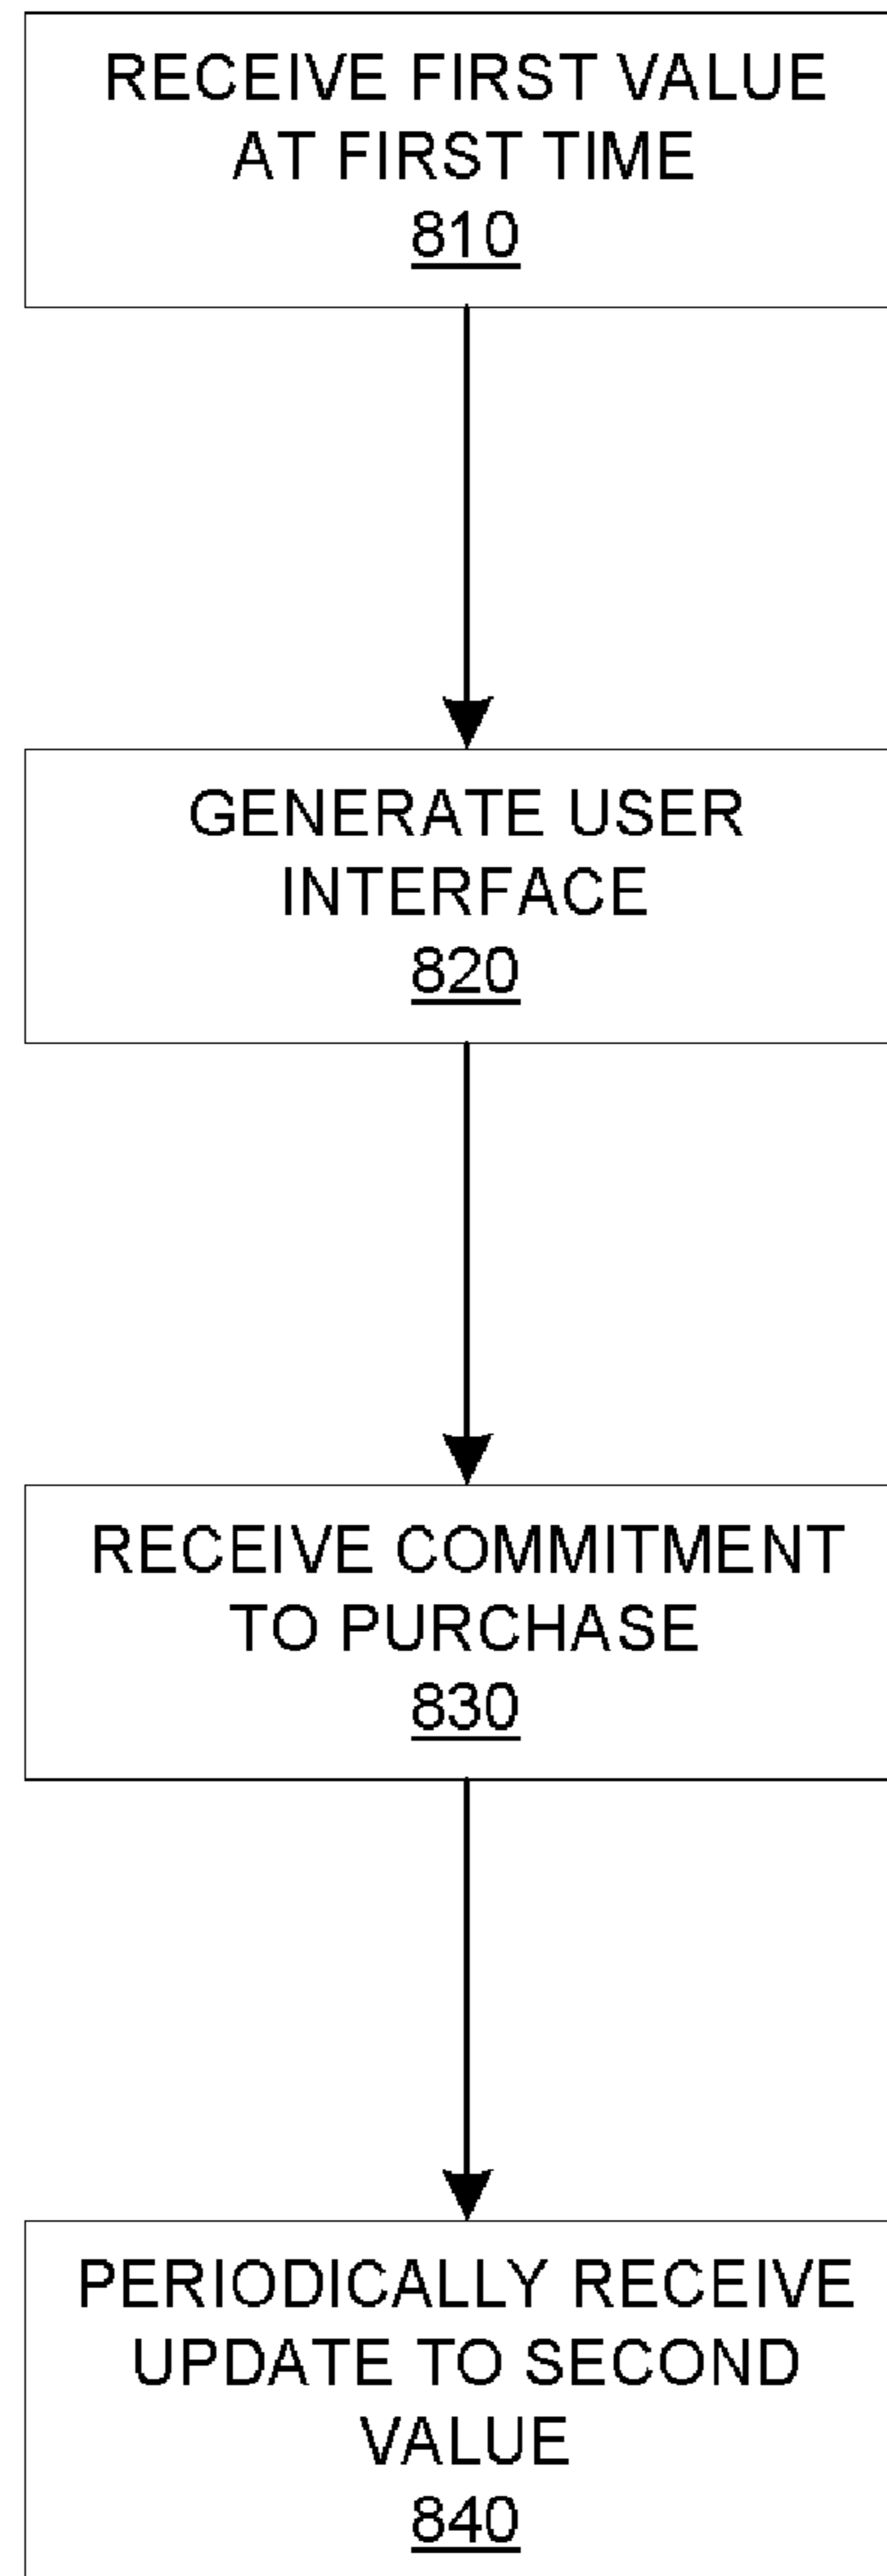 RECEIVE FIRST VALUE
AT FIRST TIME
810
GENERATE USER
INTERFACE
820
RECEIVE COMMITMENT
TO PURCHASE
830
PERIODICALLY RECEIVE
UPDATE TO SECOND
VALUE
840